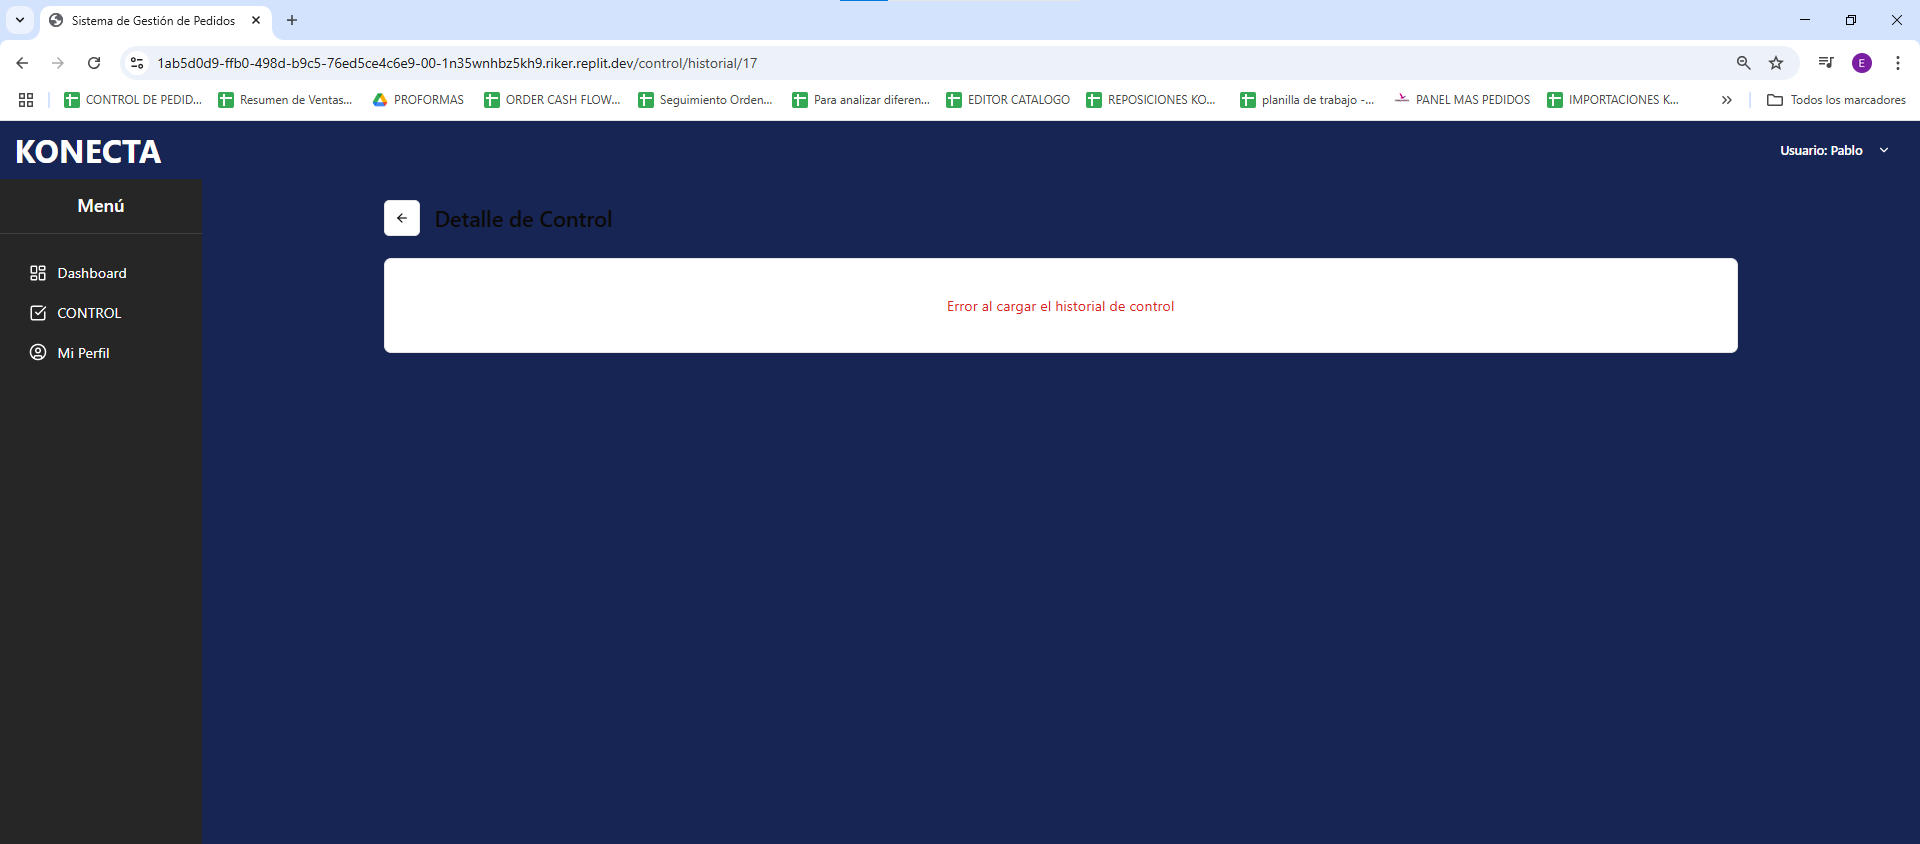 Sistema de Gestión de Pedidos
1ab5d0d9-ffb0-498d-b9c5-76ed5ce4c6e9-00-1n35wnhbz5kh9.riker.replit.dev/control/historial/17
E
CONTROL DE PEDID... Resumen de Ventas... PROFORMAS ORDER CASH FLOW... Seguimiento Orden... Para analizar diferen... EDITOR CATALOGO REPOSICIONES KO... planilla de trabajo -... PANEL MAS PEDIDOS IMPORTACIONES K... Todos los marcadores
KONECTA
Usuario: Pablo
Menú
Dashboard
CONTROL
Mi Perfil
Detalle de Control
Error al cargar el historial de control